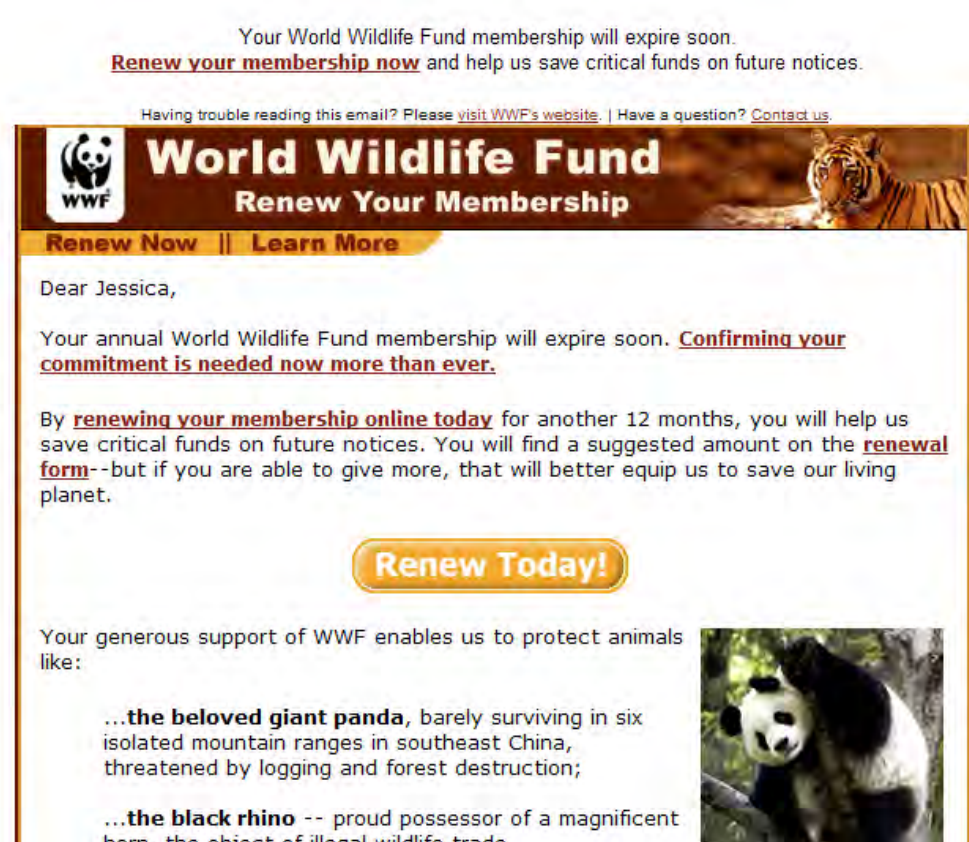 Your World Wildlife Fund membership will expire soon.
Renew your membership now and help us save critical funds on future notices.
Having trouble reading this email? Please visit WWF's website. | Have a question? Contact us.
WWF
World Wildlife Fund
Renew Your Membership
Renew Now || Learn More
Dear Jessica,
Your annual World Wildlife Fund membership will expire soon. Confirming your
commitment is needed now more than ever.
By renewing your membership online today for another 12 months, you will help us
save critical funds on future notices. You will find a suggested amount on the renewal
form--but if you are able to give more, that will better equip us to save our living
planet.
Renew Today!
Your generous support of WWF enables us to protect animals
like:
...the beloved giant panda, barely surviving in six
isolated mountain ranges in southeast China,
threatened by logging and forest destruction;
...the black rhino -- proud possessor of a magnificent
horn, the object of illegal wildlife trade